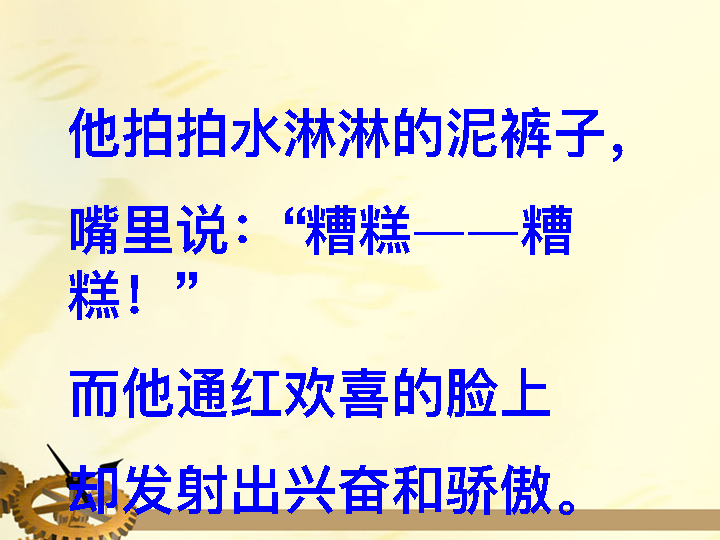 他拍拍水淋淋的泥裤子，
嘴里说：“糟糕——糟
糕！”
而他通红欢喜的脸上
却发射出兴奋和骄傲。